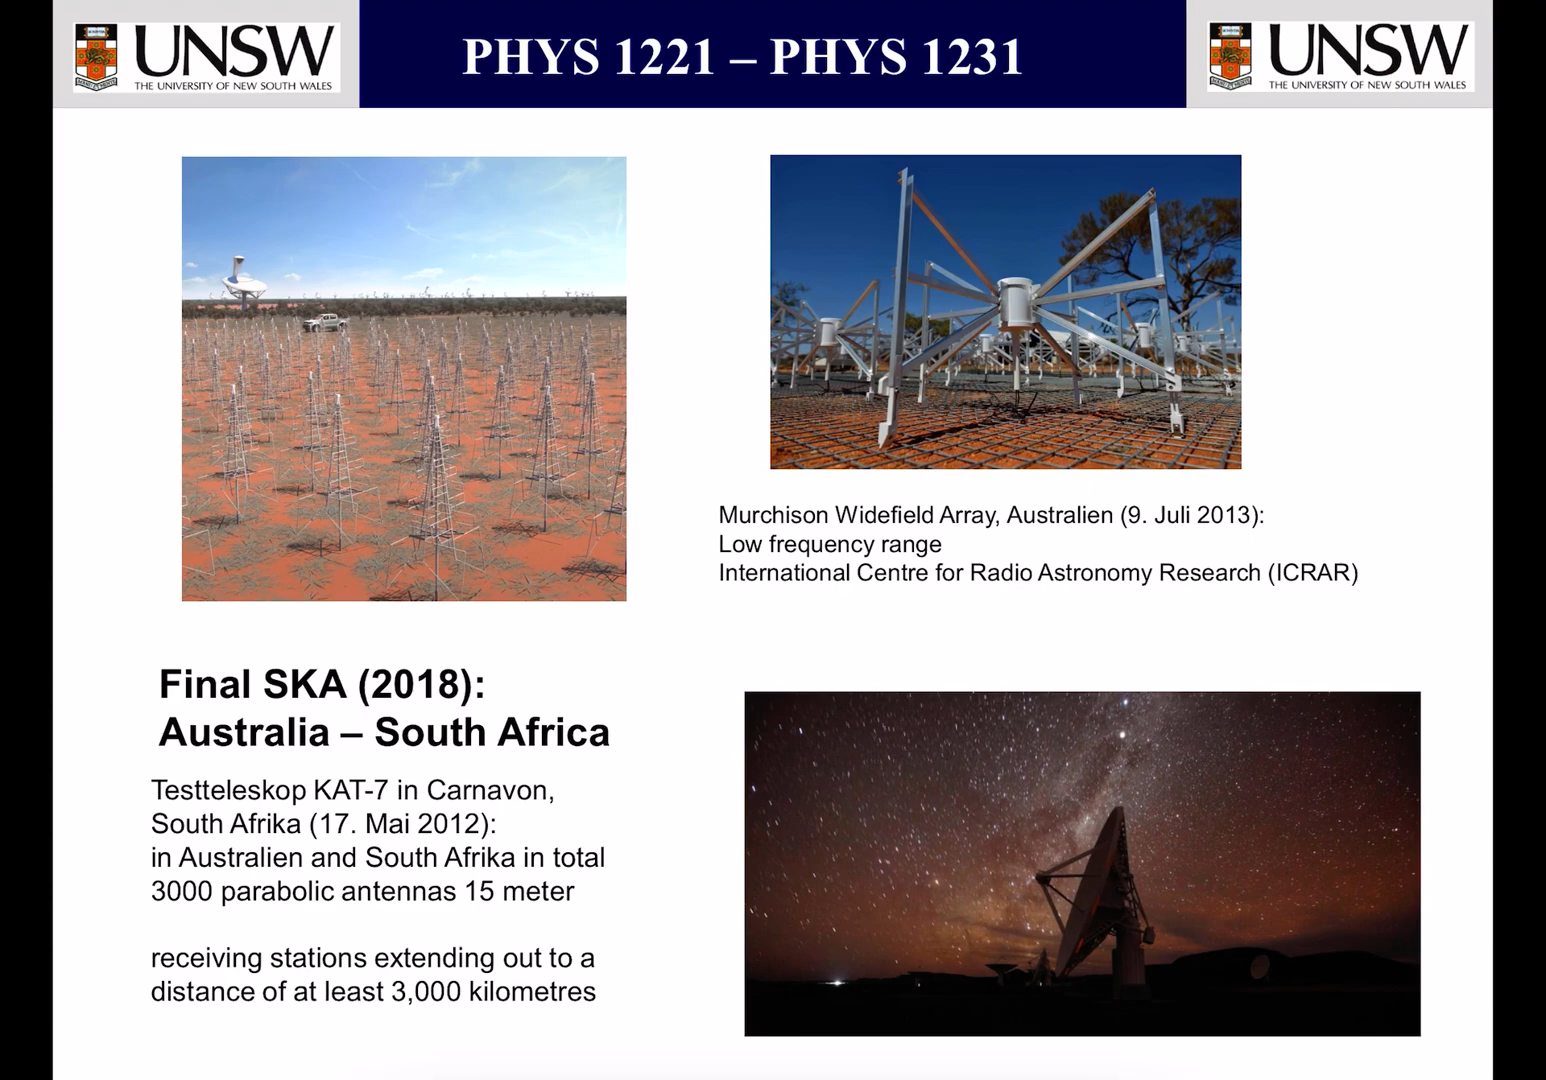 UNSW
THE UNIVERSITY OF NEW SOUTH WALES
PHYS 1221 – PHYS 1231
UNSW
THE UNIVERSITY OF NEW SOUTH WALES
Murchison Widefield Array, Australien (9. Juli 2013):
Low frequency range
International Centre for Radio Astronomy Research (ICRAR)
Final SKA (2018):
Australia – South Africa
Testteleskop KAT-7 in Carnavon,
South Afrika (17. Mai 2012):
in Australien and South Afrika in total
3000 parabolic antennas 15 meter
receiving stations extending out to a
distance of at least 3,000 kilometres